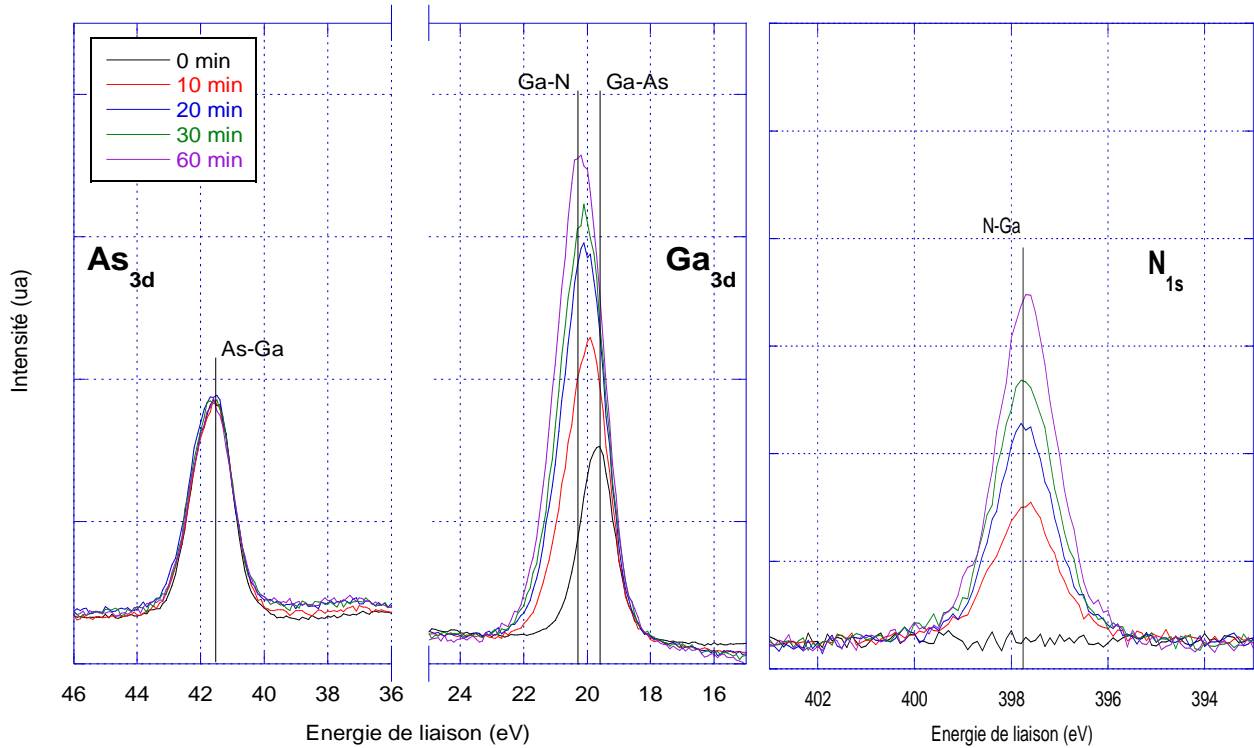 0 min
10 min
20 min
30 min
60 min
Ga-N
Ga-As
As3d
Ga3d
N-Ga
N1s
As-Ga
Intensité (ua)
46 44 42 40 38 36
24 22 20 18 16
402 400 398 396 394
Energie de liaison (eV)
Energie de liaison (eV)